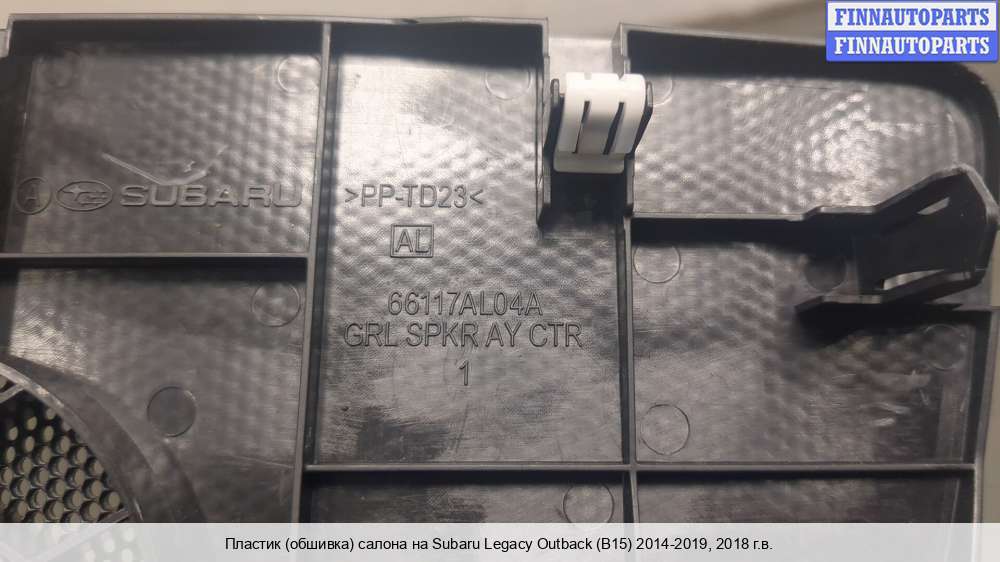 FINNAUTOPARTS
FINNAUTOPARTS
A SUBARU
>PP-TD23<
AL
66117AL04A
GRL SPKR AY CTR
1
Пластик (обшивка) салона на Subaru Legacy Outback (B15) 2014-2019, 2018 г.в.